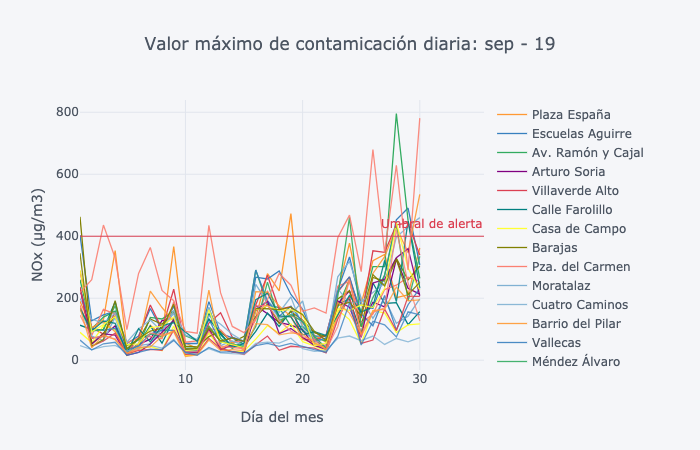 Valor máximo de contamicación diaria: sep - 19
NOx (µg/m3)
800
600
400
200
0
Umbral de alerta
10
20
30
Día del mes
Plaza España
Escuelas Aguirre
Av. Ramón y Cajal
Arturo Soria
Villaverde Alto
Calle Farolillo
Casa de Campo
Barajas
Pza. del Carmen
Moratalaz
Cuatro Caminos
Barrio del Pilar
Vallecas
Méndez Álvaro